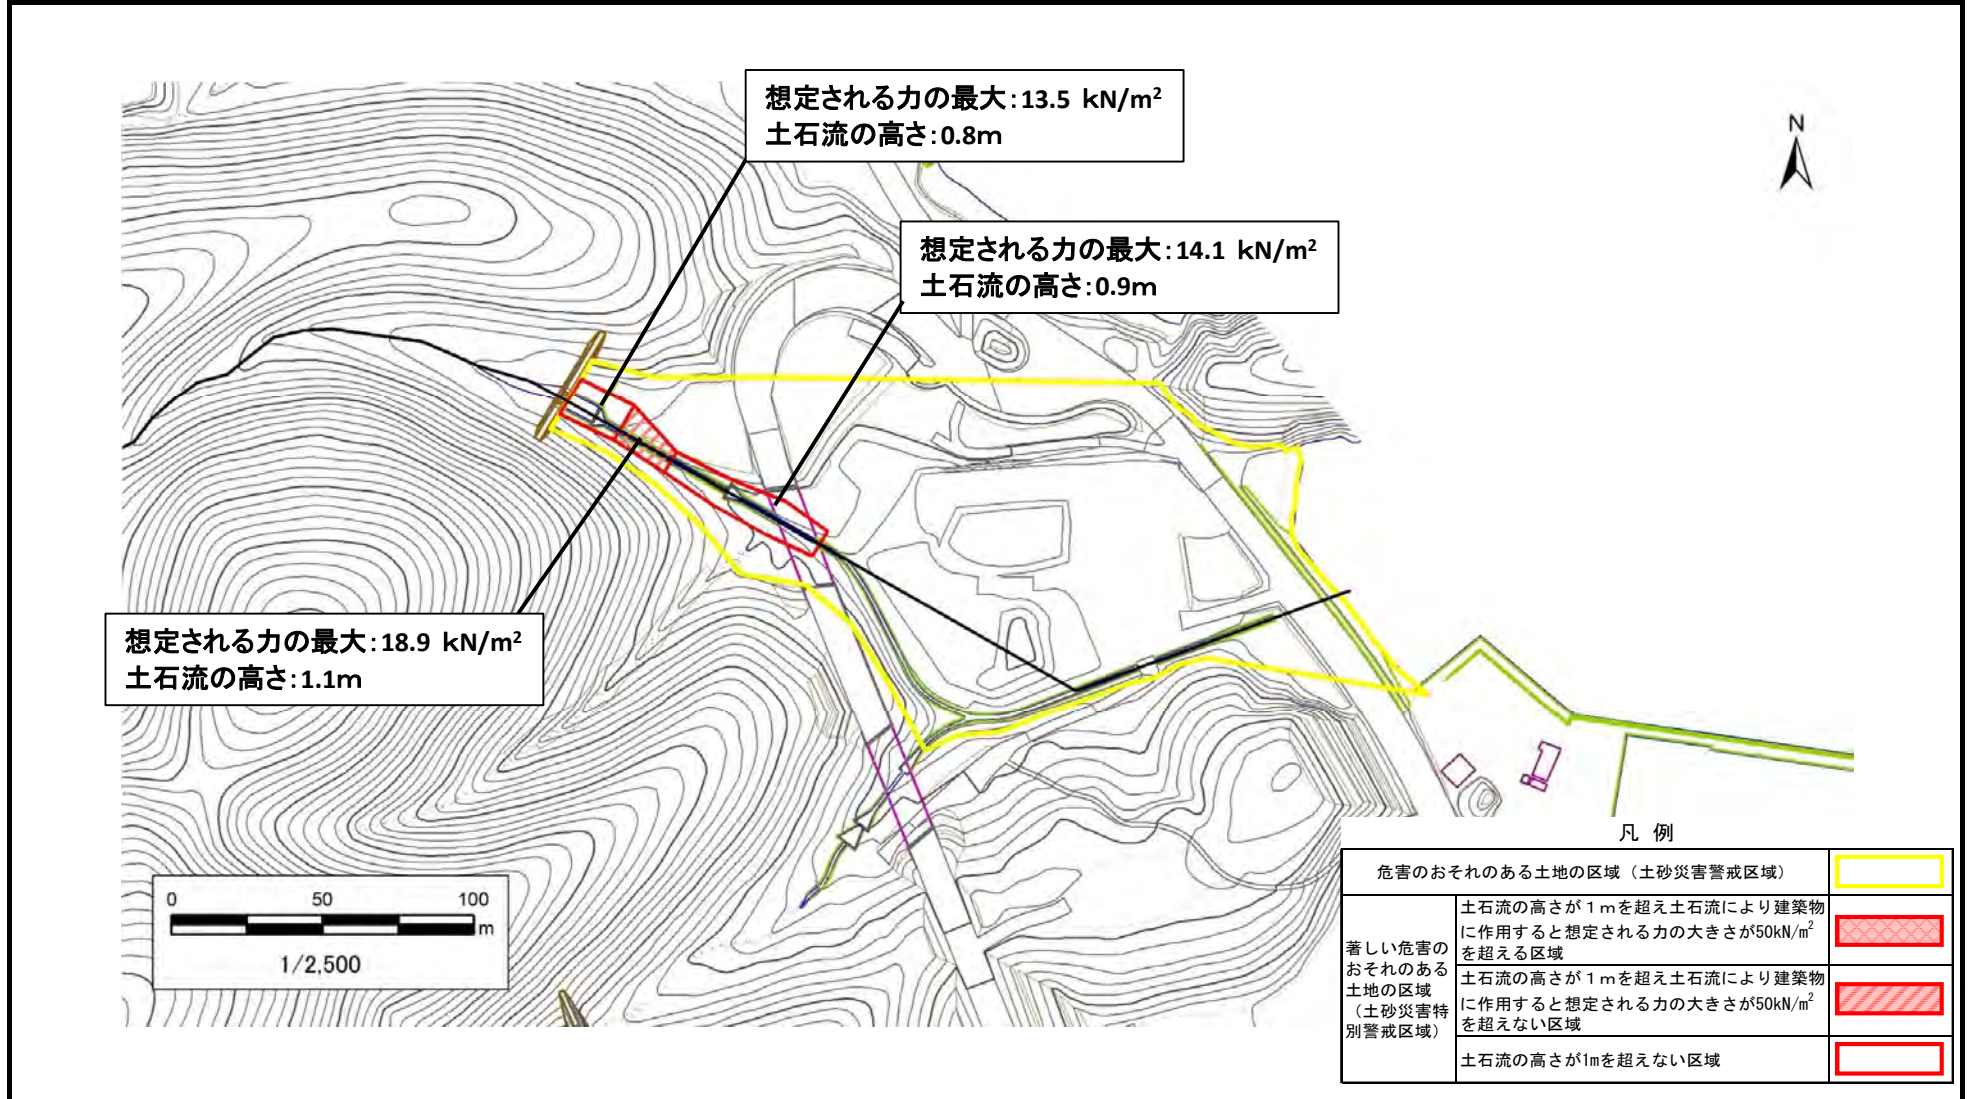 想定される力の最大:13.5 kN/m²
土石流の高さ:0.8m
N
想定される力の最大:14.1 kN/m²
土石流の高さ:0.9m
想定される力の最大:18.9 kN/m²
土石流の高さ:1.1m
0 50 100
m
1/2,500
凡 例
危害のおそれのある土地の区域（土砂災害警戒区域）
著しい危害の
おそれのある
土地の区域
（土砂災害特
別警戒区域）
土石流の高さが１ｍを超え土石流により建築物
に作用すると想定される力の大きさが50kN/m²
を超える区域
土石流の高さが１ｍを超え土石流により建築物
に作用すると想定される力の大きさが50kN/m²
を超えない区域
土石流の高さが1mを超えない区域